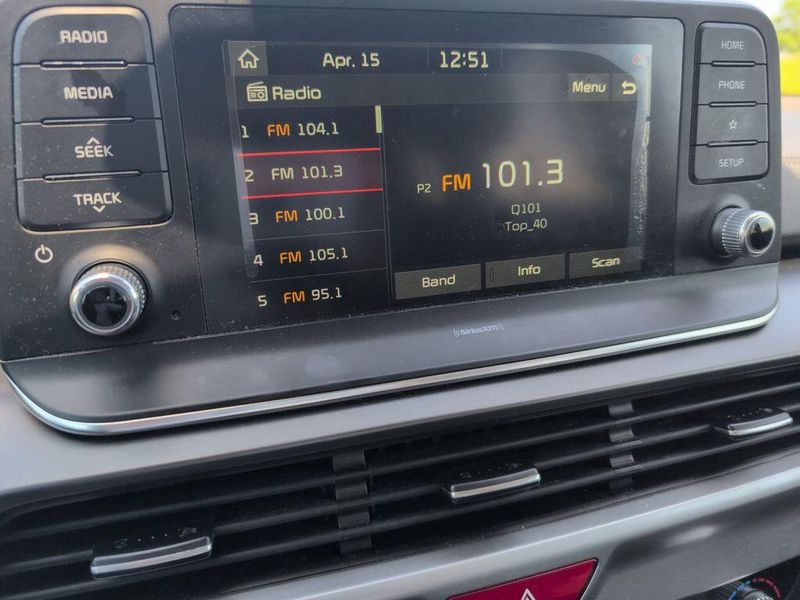 RADIO
MEDIA
SEEK
TRACK
Apr. 15 12:51
Radio Menu
1 FM 104.1
2 FM 101.3
3 FM 100.1
4 FM 105.1
5 FM 95.1
P2 FM 101.3
Q101
Top_40
Band Info Scan
HOME
PHONE
SETUP
((SiriusXM))